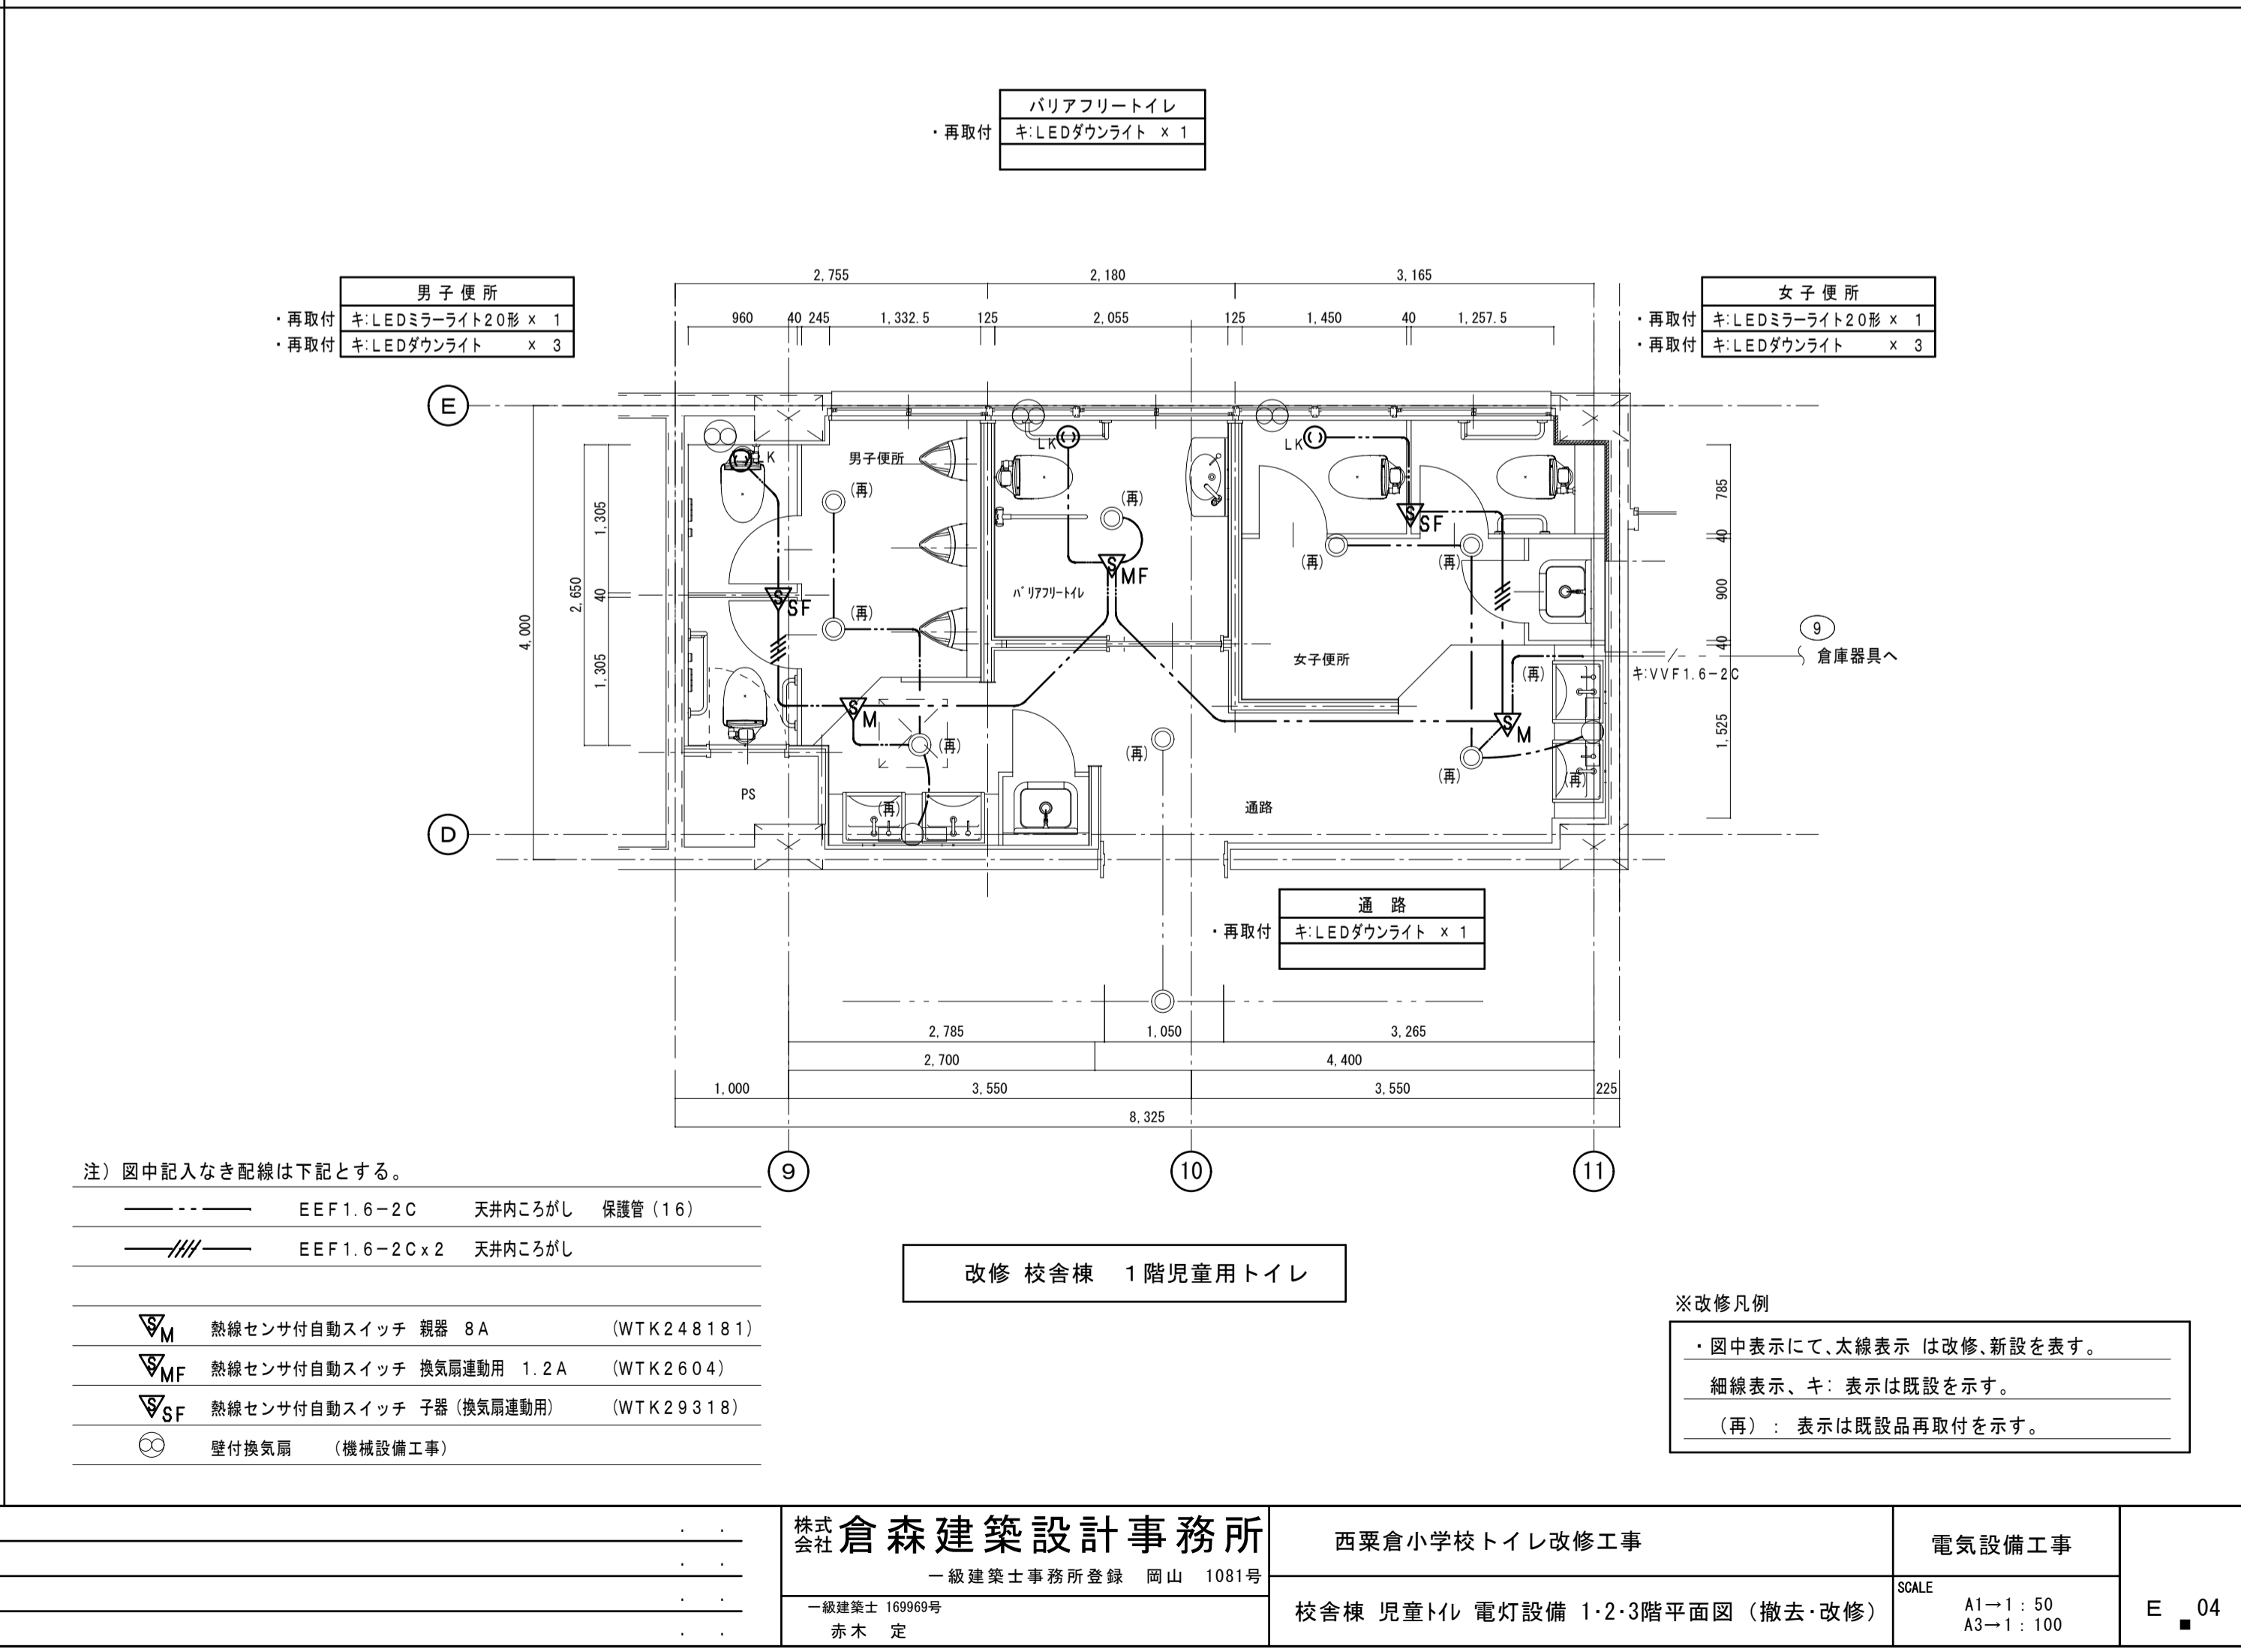 バリアフリートイレ
・再取付 キ:LEDダウンライト × 1
男子便所
・再取付 キ:LEDミラーライト20形 × 1
・再取付 キ:LEDダウンライト × 3
女子便所
・再取付 キ:LEDミラーライト20形 × 1
・再取付 キ:LEDダウンライト × 3
2,755 2,180 3,165
960 40 245 1,332.5 125 2,055 125 1,450 40 1,257.5
E
LK
LK
LK
男子便所
(再)
(再)
785
1,305
SF
40
(再)
(再)
MF
バリアフリートイレ
2,650
40
SF
(再)
900
4,000
9
倉庫器具へ
40
キ:VVF1.6-2C
女子便所
(再)
1,305
M
M
(再)
(再)
(再)
1,525
(再)
PS
(再)
通路
D
通路
・再取付 キ:LEDダウンライト × 1
2,785 1,050 3,265
2,700 4,400
1,000 3,550 3,550 225
8,325
9 10 11
注) 図中記入なき配線は下記とする。
EEF1.6-2C 天井内ころがし 保護管(16)
EEF1.6-2Cx2 天井内ころがし
S M 熱線センサ付自動スイッチ 親器 8A (WTK248181)
S MF 熱線センサ付自動スイッチ 換気扇連動用 1.2A (WTK2604)
S SF 熱線センサ付自動スイッチ 子器(換気扇連動用) (WTK29318)
壁付換気扇 (機械設備工事)
改修 校舎棟 1階児童用トイレ
※改修凡例
・図中表示にて、太線表示 は改修、新設を表す。
細線表示、キ: 表示は既設を示す。
(再) : 表示は既設品再取付を示す。
株式会社 倉森建築設計事務所
一級建築士事務所登録 岡山 1081号
一級建築士 169969号
赤木 定
西粟倉小学校トイレ改修工事
校舎棟 児童トイレ 電灯設備 1・2・3階平面図 (撤去・改修)
電気設備工事
SCALE
A1→1 : 50
A3→1 : 100
E 04